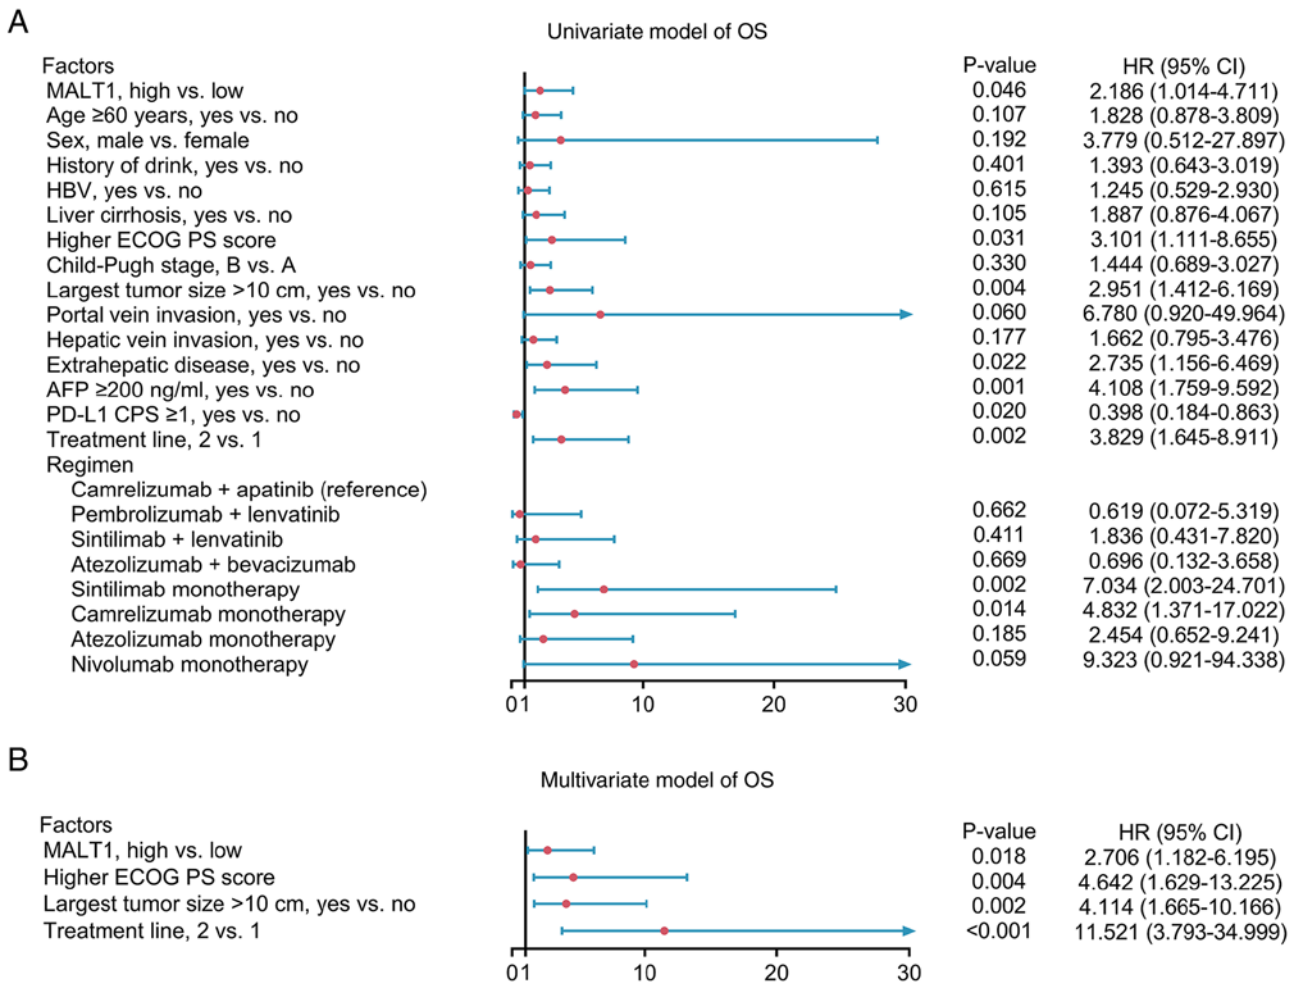 A
Univariate model of OS
Factors P-value HR (95% CI)
MALT1, high vs. low 0.046 2.186 (1.014-4.711)
Age ≥60 years, yes vs. no 0.107 1.828 (0.878-3.809)
Sex, male vs. female 0.192 3.779 (0.512-27.897)
History of drink, yes vs. no 0.401 1.393 (0.643-3.019)
HBV, yes vs. no 0.615 1.245 (0.529-2.930)
Liver cirrhosis, yes vs. no 0.105 1.887 (0.876-4.067)
Higher ECOG PS score 0.031 3.101 (1.111-8.655)
Child-Pugh stage, B vs. A 0.330 1.444 (0.689-3.027)
Largest tumor size >10 cm, yes vs. no 0.004 2.951 (1.412-6.169)
Portal vein invasion, yes vs. no 0.060 6.780 (0.920-49.964)
Hepatic vein invasion, yes vs. no 0.177 1.662 (0.795-3.476)
Extrahepatic disease, yes vs. no 0.022 2.735 (1.156-6.469)
AFP ≥200 ng/ml, yes vs. no 0.001 4.108 (1.759-9.592)
PD-L1 CPS ≥1, yes vs. no 0.020 0.398 (0.184-0.863)
Treatment line, 2 vs. 1 0.002 3.829 (1.645-8.911)
Regimen
Camrelizumab + apatinib (reference)
Pembrolizumab + lenvatinib 0.662 0.619 (0.072-5.319)
Sintilimab + lenvatinib 0.411 1.836 (0.431-7.820)
Atezolizumab + bevacizumab 0.669 0.696 (0.132-3.658)
Sintilimab monotherapy 0.002 7.034 (2.003-24.701)
Camrelizumab monotherapy 0.014 4.832 (1.371-17.022)
Atezolizumab monotherapy 0.185 2.454 (0.652-9.241)
Nivolumab monotherapy 0.059 9.323 (0.921-94.338)
0 1 10 20 30
B
Multivariate model of OS
Factors P-value HR (95% CI)
MALT1, high vs. low 0.018 2.706 (1.182-6.195)
Higher ECOG PS score 0.004 4.642 (1.629-13.225)
Largest tumor size >10 cm, yes vs. no 0.002 4.114 (1.665-10.166)
Treatment line, 2 vs. 1 <0.001 11.521 (3.793-34.999)
0 1 10 20 30